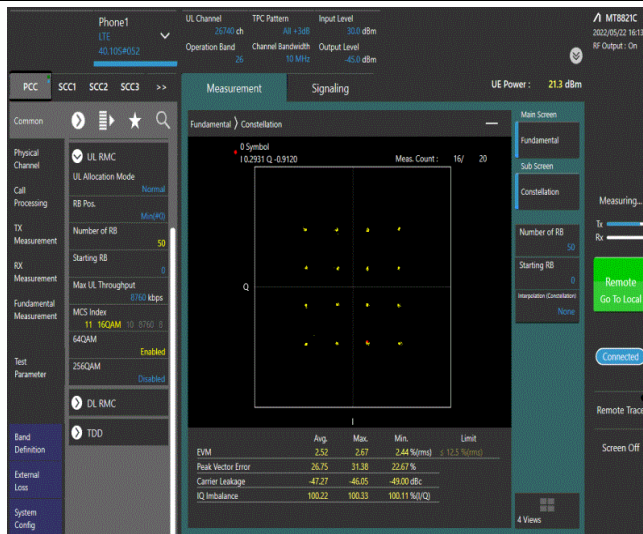 Phone1
LTE
40.10S#052
UL Channel
26740 ch
TPC Pattern
All +3dB
Input Level
30.0 dBm
Operation Band
26
Channel Bandwidth
10 MHz
Output Level
-45.0 dBm
MT8821C
2022/05/22 16:13
RF Output : On
PCC
SCC1
SCC2
SCC3
>>
Measurement
Signaling
UE Power : 21.3 dBm
Common
Physical
Channel
Call
Processing
TX
Measurement
RX
Measurement
Fundamental
Measurement
Test
Parameter
Band
Definition
External
Loss
System
Config
UL RMC
UL Allocation Mode
Normal
RB Pos.
Min(#0)
Number of RB
50
Starting RB
0
Max UL Throughput
8760 kbps
MCS Index
11 16QAM 10 8760 8
64QAM
Enabled
256QAM
Disabled
DL RMC
TDD
Fundamental 〉 Constellation
0 Symbol
I 0.2931 Q -0.9120
Meas. Count : 16/ 20
Q
I
Avg. Max. Min. Limit
EVM 2.52 2.67 2.44 %(rms) ≤ 12.5 %(rms)
Peak Vector Error 26.75 31.38 22.67 %
Carrier Leakage -47.27 -46.05 -49.00 dBc
IQ Imbalance 100.22 100.33 100.11 %(I/Q)
Main Screen
Fundamental
Sub Screen
Constellation
Number of RB
50
Starting RB
0
Interpolation (Constellation)
None
4 Views
Measuring...
Tx
Rx
Remote
Go To Local
Connected
Remote Trace
Screen Off